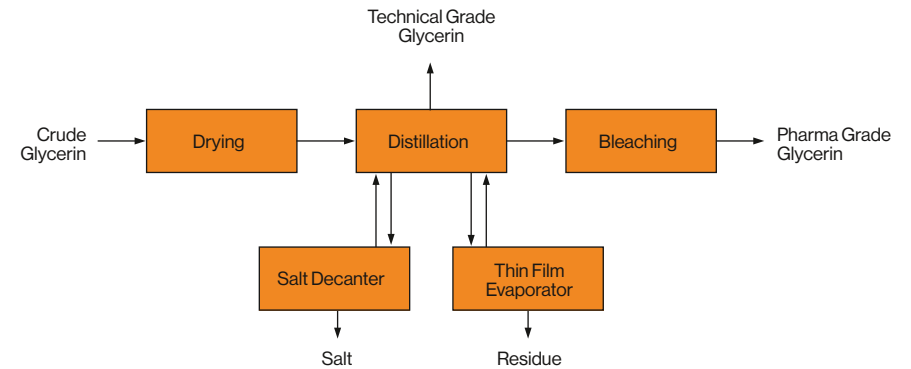 Technical Grade
Glycerin
Crude
Glycerin
Drying
Distillation
Bleaching
Pharma Grade
Glycerin
Salt Decanter
Thin Film
Evaporator
Salt
Residue